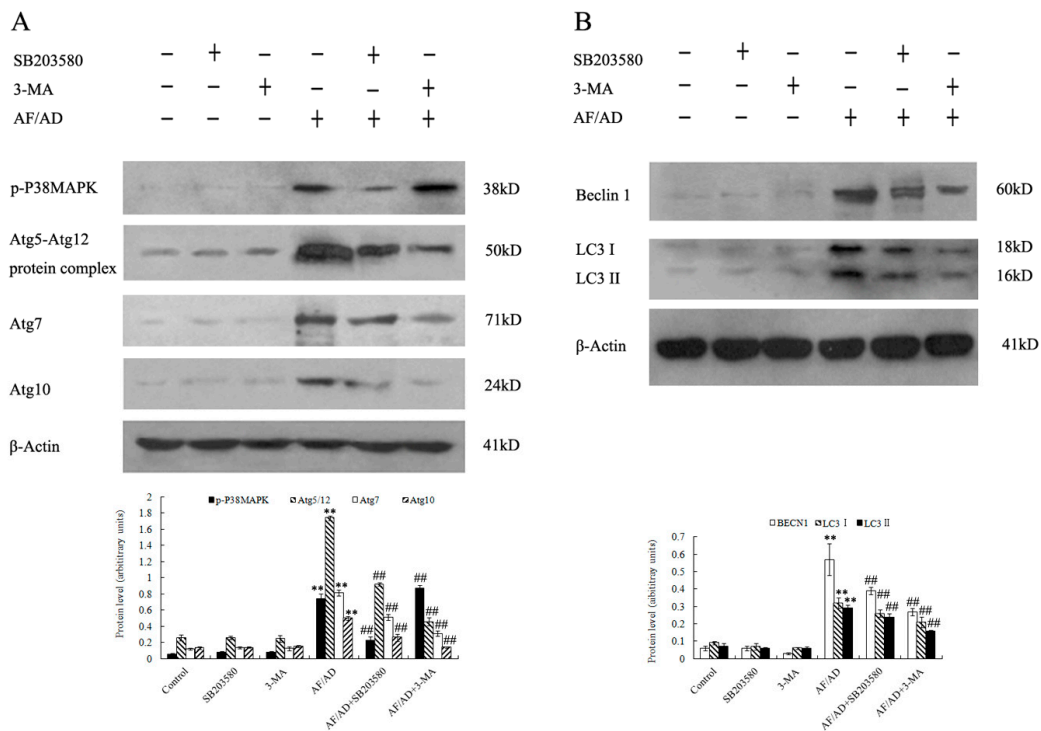 A
SB203580 − + − − + −
3-MA − − + − − +
AF/AD − − − + + +
p-P38MAPK 38kD
Atg5-Atg12
protein complex 50kD
Atg7 71kD
Atg10 24kD
β-Actin 41kD
p-P38MAPK Atg5/12 Atg7 Atg10
Protein level (arbititrary units)
2
1.8
1.6
1.4
1.2
1
0.8
0.6
0.4
0.2
0
** ** ** **
## ## ## ##
## ## ## ##
Control
SB203580
3-MA
AF/AD
AF/AD+SB203580
AF/AD+3-MA
B
SB203580 − + − − + −
3-MA − − + − − +
AF/AD − − − + + +
Beclin 1 60kD
LC3 I 18kD
LC3 II 16kD
β-Actin 41kD
BECN1 LC3 I LC3 II
Protein level (aibititray units)
0.7
0.6
0.5
0.4
0.3
0.2
0.1
0
** ** **
## ## ##
## ## ##
Control
SB203580
3-MA
AF/AD
AF/AD+SB203580
AF/AD+3-MA